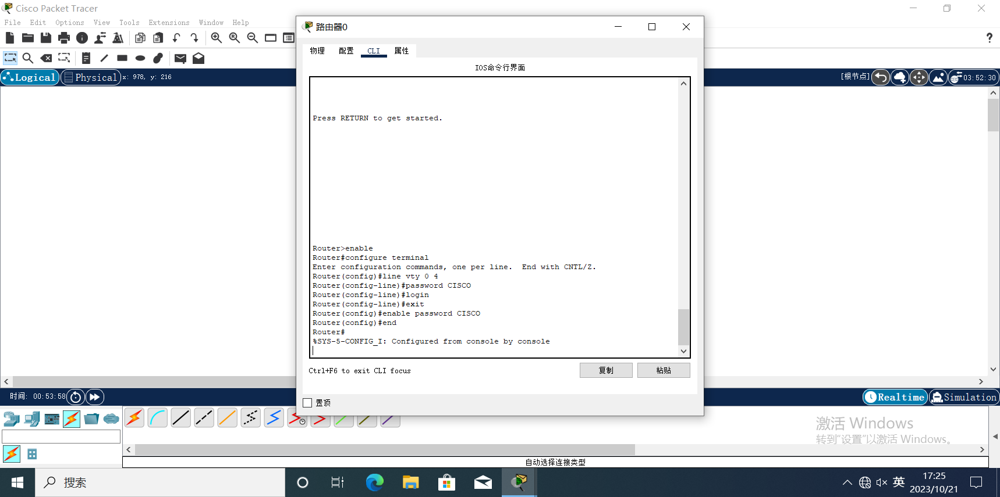 Cisco Packet Tracer
File Edit Options View Tools Extensions Window Help
Logical
Physical
x: 978, y: 216
[根节点]
03:52:30
路由器0
物理 配置 CLI 属性
IOS命令行界面
Press RETURN to get started.
Router>enable
Router#configure terminal
Enter configuration commands, one per line.  End with CNTL/Z.
Router(config)#line vty 0 4
Router(config-line)#password CISCO
Router(config-line)#login
Router(config-line)#exit
Router(config)#enable password CISCO
Router(config)#end
Router#
%SYS-5-CONFIG_I: Configured from console by console
Ctrl+F6 to exit CLI focus
复制
粘贴
置顶
时间: 00:53:58
Realtime
Simulation
激活 Windows
转到“设置”以激活 Windows。
自动选择连接类型
搜索
英
17:25
2023/10/21